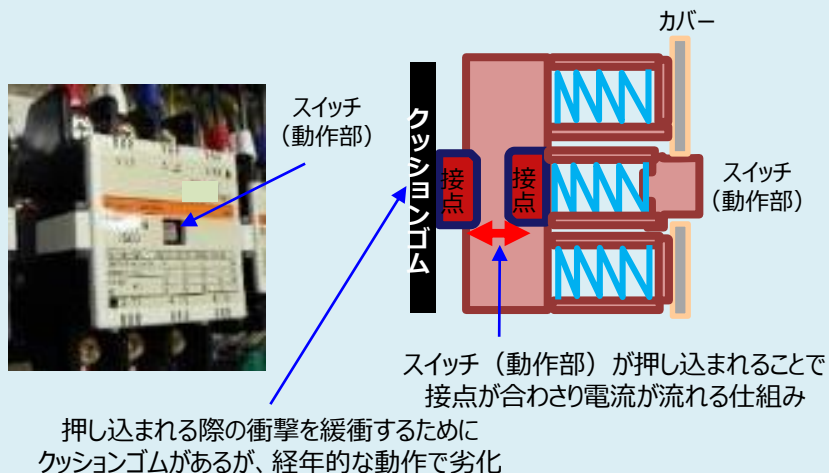 カバー
スイッチ
（動作部）
クッションゴム
接点
接点
スイッチ
（動作部）
スイッチ（動作部）が押し込まれることで
接点が合わさり電流が流れる仕組み
押し込まれる際の衝撃を緩衝するために
クッションゴムがあるが、経年的な動作で劣化